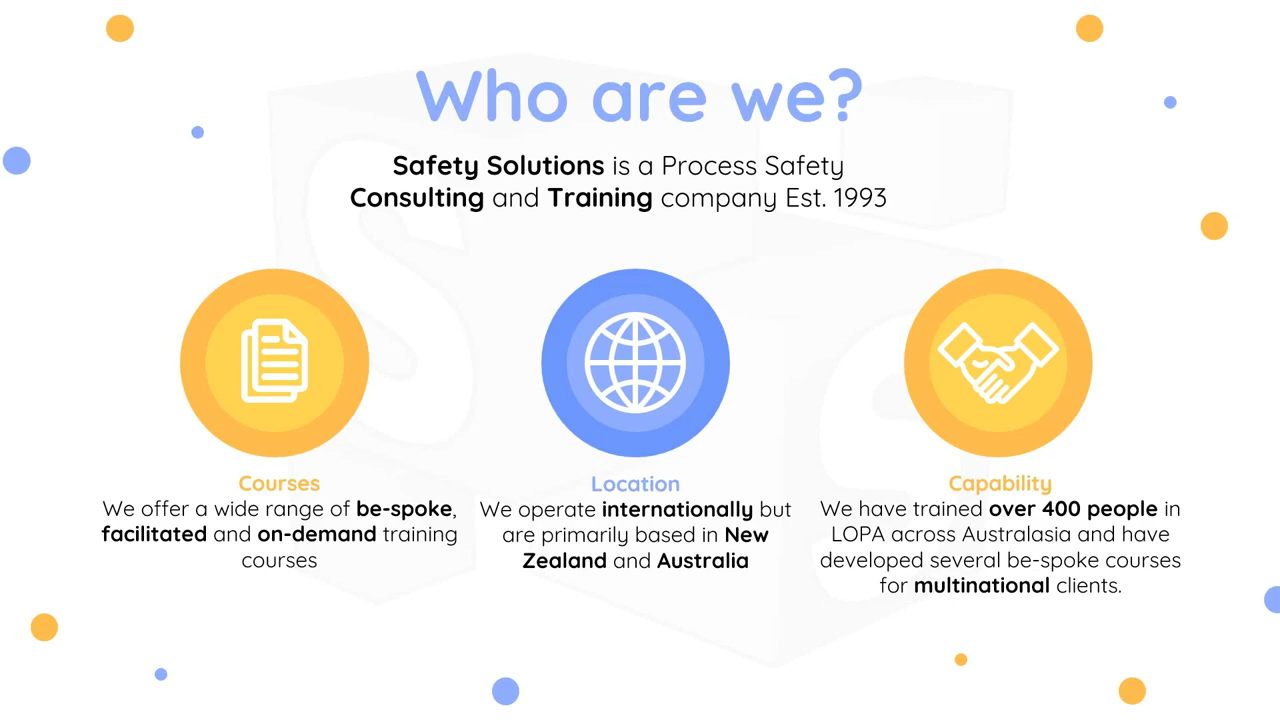 Who are we?
Safety Solutions is a Process Safety
Consulting and Training company Est. 1993
Courses
We offer a wide range of be-spoke,
facilitated and on-demand training
courses
Location
We operate internationally but
are primarily based in New
Zealand and Australia
Capability
We have trained over 400 people in
LOPA across Australasia and have
developed several be-spoke courses
for multinational clients.